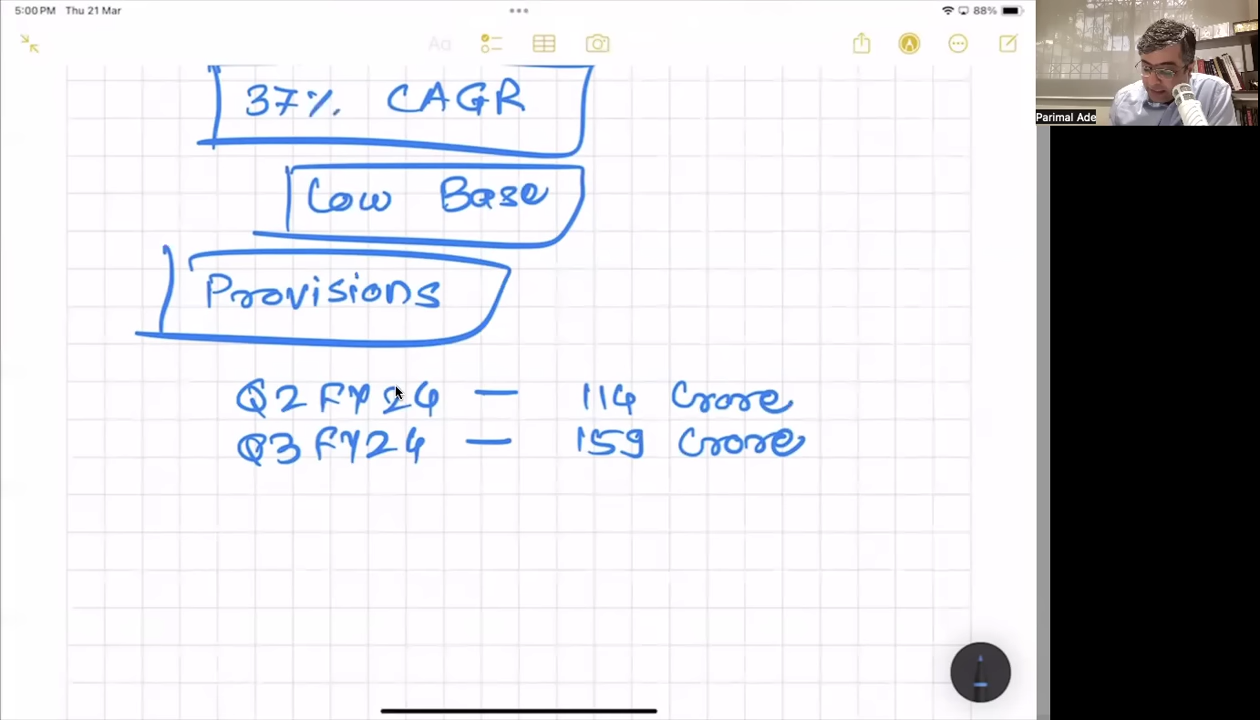 5:00 PM Thu 21 Mar
88%
Aa
37% CAGR
Low Base
Provisions
Q2 FY24 — 114 Crore
Q3 FY24 — 159 Crore
Parimal Ade